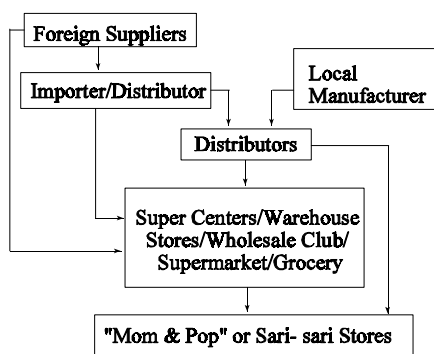 Foreign Suppliers
Importer/Distributor
Local
Manufacturer
Distributors
Super Centers/Warehouse
Stores/Wholesale Club/
Supermarket/Grocery
"Mom & Pop" or Sari- sari Stores